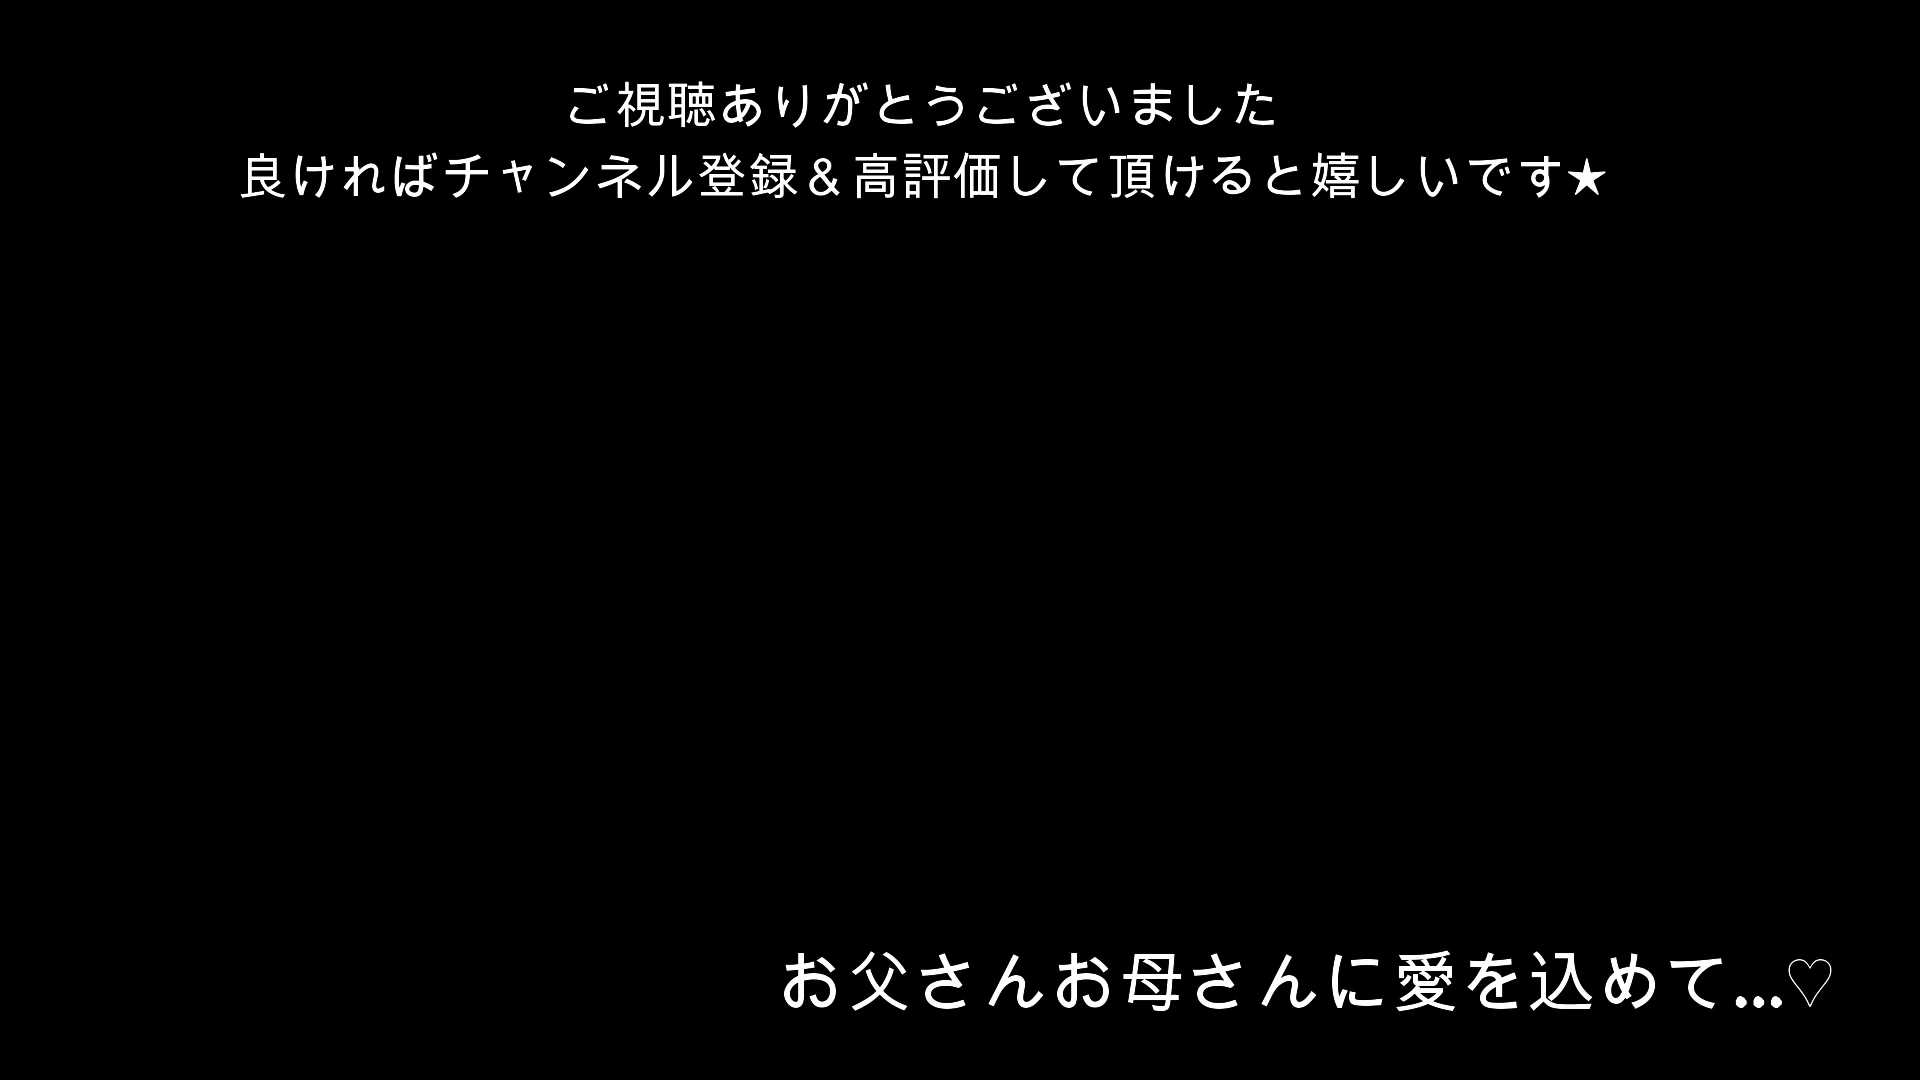 ご視聴ありがとうございました
良ければチャンネル登録＆高評価して頂けると嬉しいです★
お父さんお母さんに愛を込めて...♡